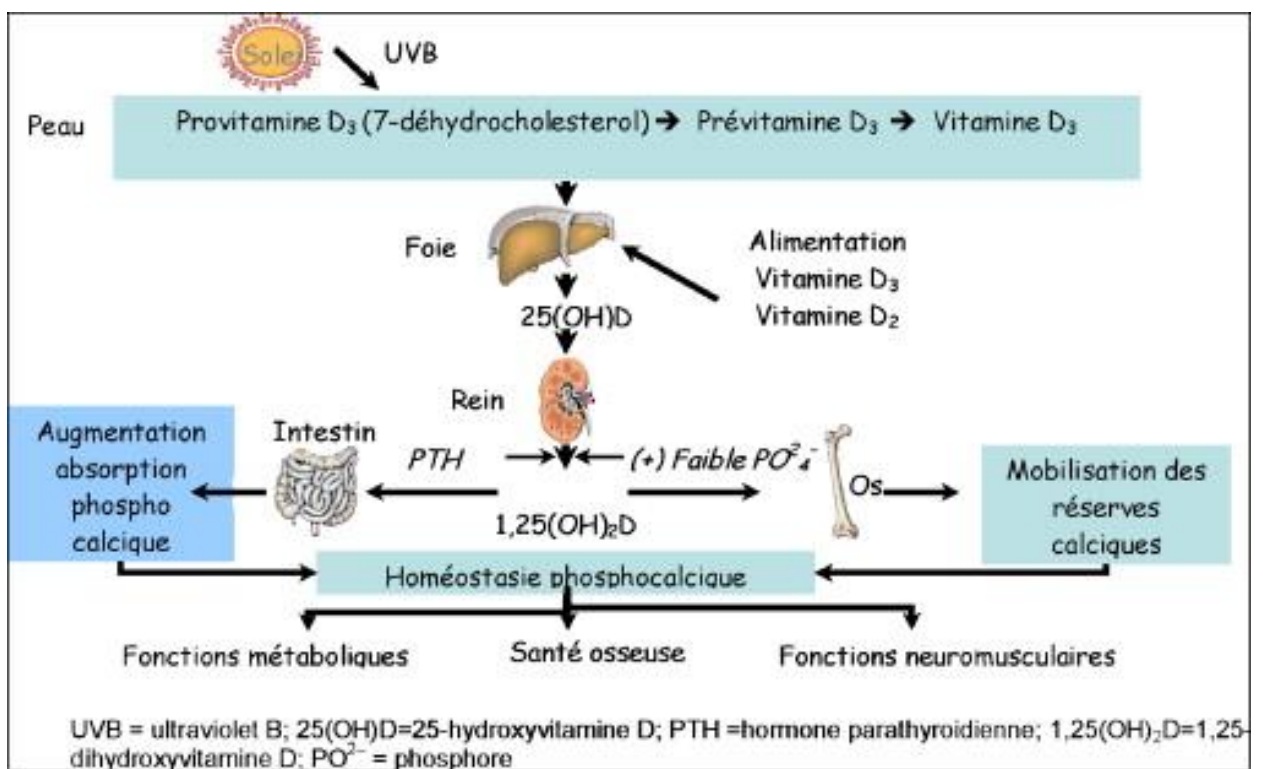 Soleil
UVB
Peau
Provitamine D₃ (7-déhydrocholesterol) → Prévitamine D₃ → Vitamine D₃
Foie
Alimentation
Vitamine D₃
Vitamine D₂
25(OH)D
Rein
Augmentation
absorption
phospho
calcique
Intestin
PTH
(+) Faible PO²₄⁻
Os
Mobilisation des
réserves
calciques
1,25(OH)₂D
Homéostasie phosphocalcique
Fonctions métaboliques
Santé osseuse
Fonctions neuromusculaires
UVB = ultraviolet B; 25(OH)D=25-hydroxyvitamine D; PTH =hormone parathyroidienne; 1,25(OH)₂D=1,25-
dihydroxyvitamine D; PO²⁻ = phosphore